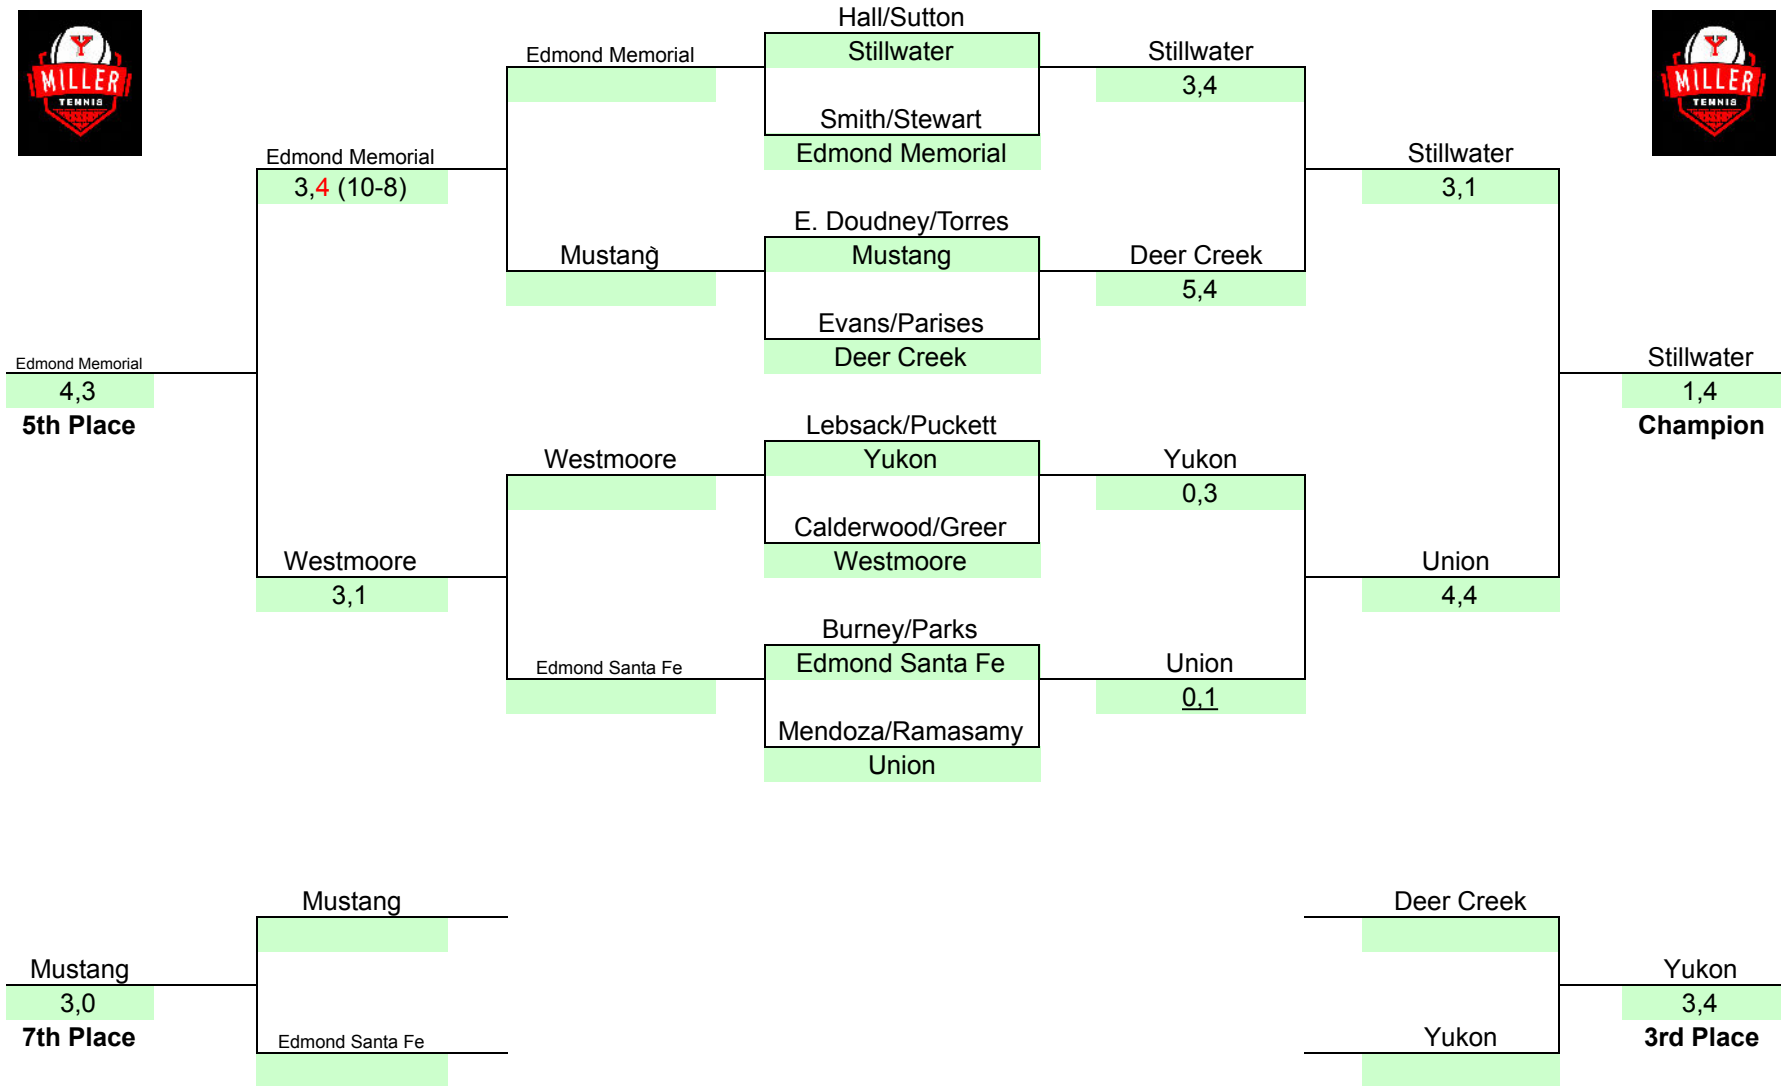 Hall/Sutton
Y
MILLER
TENNIS
Edmond Memorial
Stillwater
Stillwater
Y
MILLER
TENNIS
3,4
Smith/Stewart
Edmond Memorial
Edmond Memorial
Stillwater
3,4 (10-8)
3,1
E. Doudney/Torres
Mustang̀
Mustang
Deer Creek
5,4
Evans/Parises
Edmond Memorial
Deer Creek
Stillwater
4,3
1,4
5th Place
Lebsack/Puckett
Champion
Westmoore
Yukon
Yukon
0,3
Calderwood/Greer
Westmoore
Westmoore
Union
3,1
4,4
Burney/Parks
Edmond Santa Fe
Edmond Santa Fe
Union
0,1
Mendoza/Ramasamy
Union
Mustang
Deer Creek
Mustang
Yukon
3,0
3,4
7th Place
Edmond Santa Fe
Yukon
3rd Place